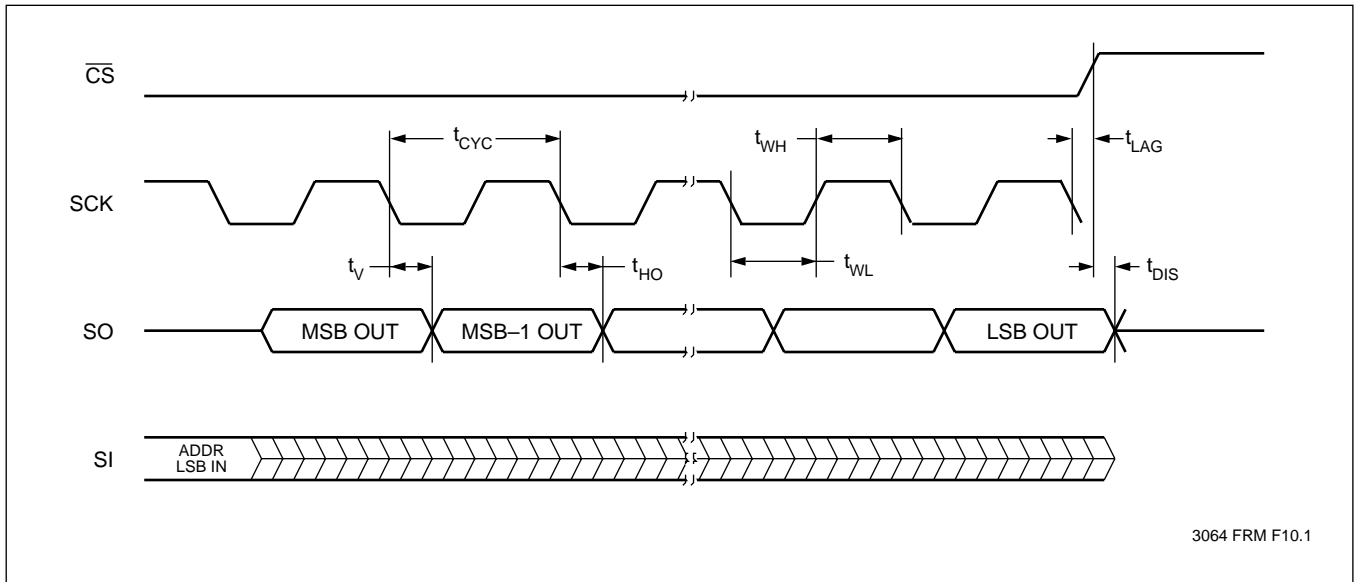 CS
tCYC
tWH
tLAG
SCK
tV
tHO
tWL
tDIS
SO
MSB OUT
MSB–1 OUT
LSB OUT
SI
ADDR
LSB IN
3064 FRM F10.1